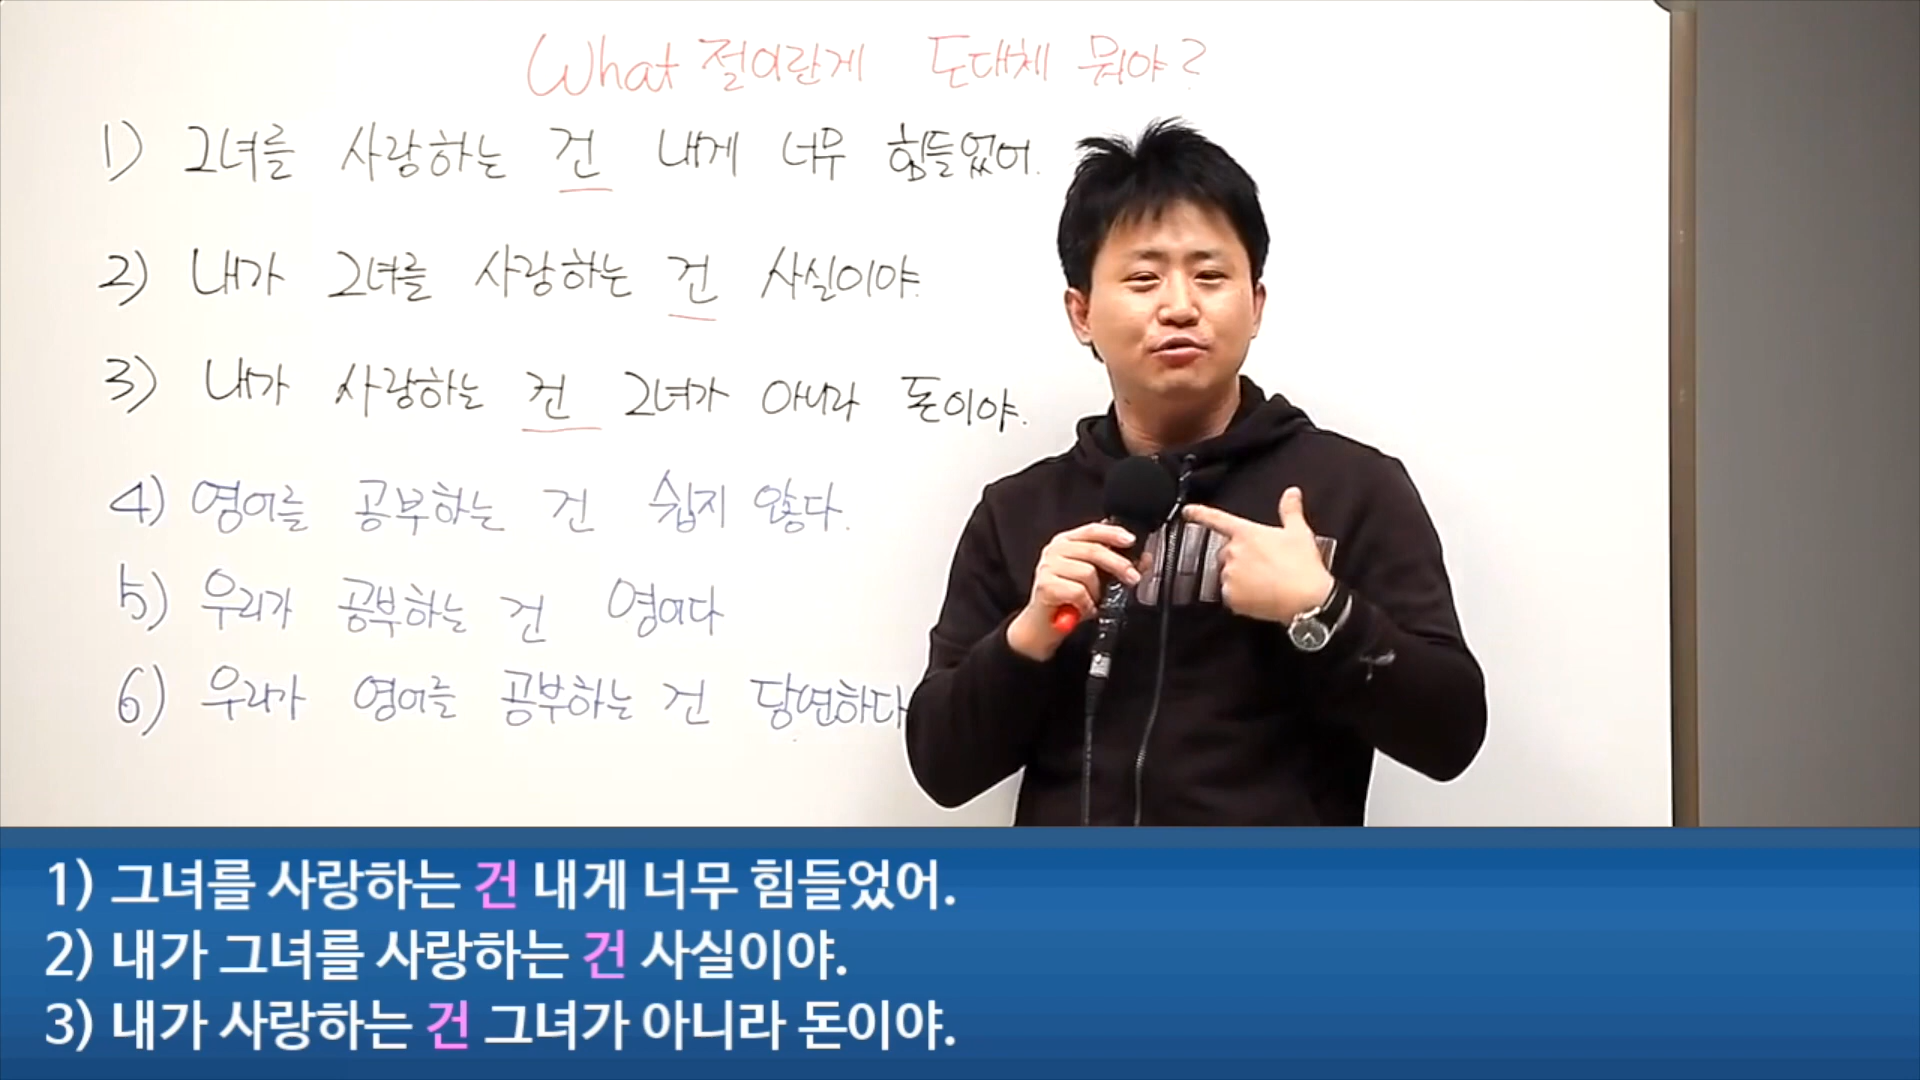 What 절이란게 도대체 뭐야?
1) 그녀를 사랑하는 건 내게 너무 힘들었어.
2) 내가 그녀를 사랑하는 건 사실이야.
3) 내가 사랑하는 건 그녀가 아니라 돈이야.
4) 영어를 공부하는 건 쉽지 않다.
5) 우리가 공부하는 건 영어다
6) 우리가 영어를 공부하는 건 당연하다
1) 그녀를 사랑하는 건 내게 너무 힘들었어.
2) 내가 그녀를 사랑하는 건 사실이야.
3) 내가 사랑하는 건 그녀가 아니라 돈이야.